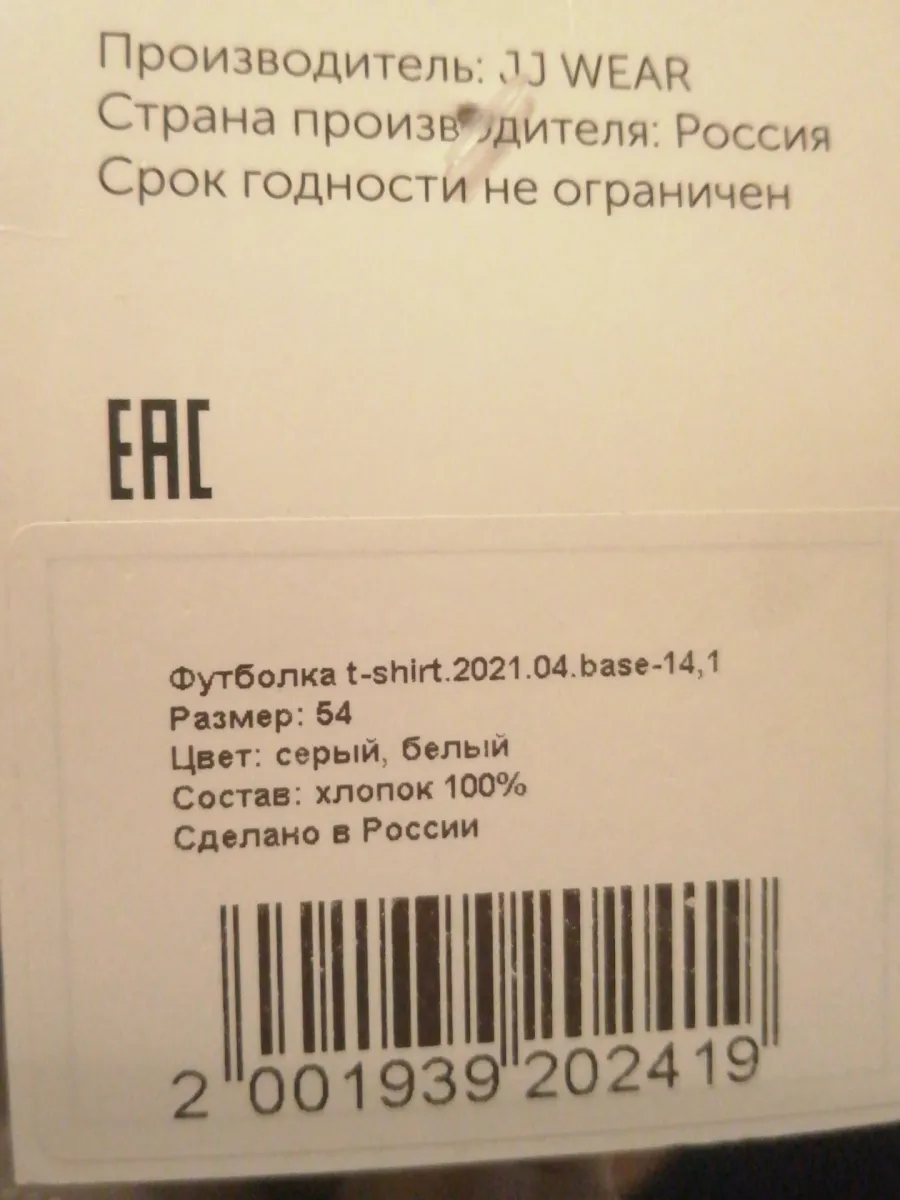 Производитель: JJ WEAR
Страна производителя: Россия
Срок годности не ограничен
EAC
Футболка t-shirt.2021.04.base-14,1
Размер: 54
Цвет: серый, белый
Состав: хлопок 100%
Сделано в России
2 001939 202419